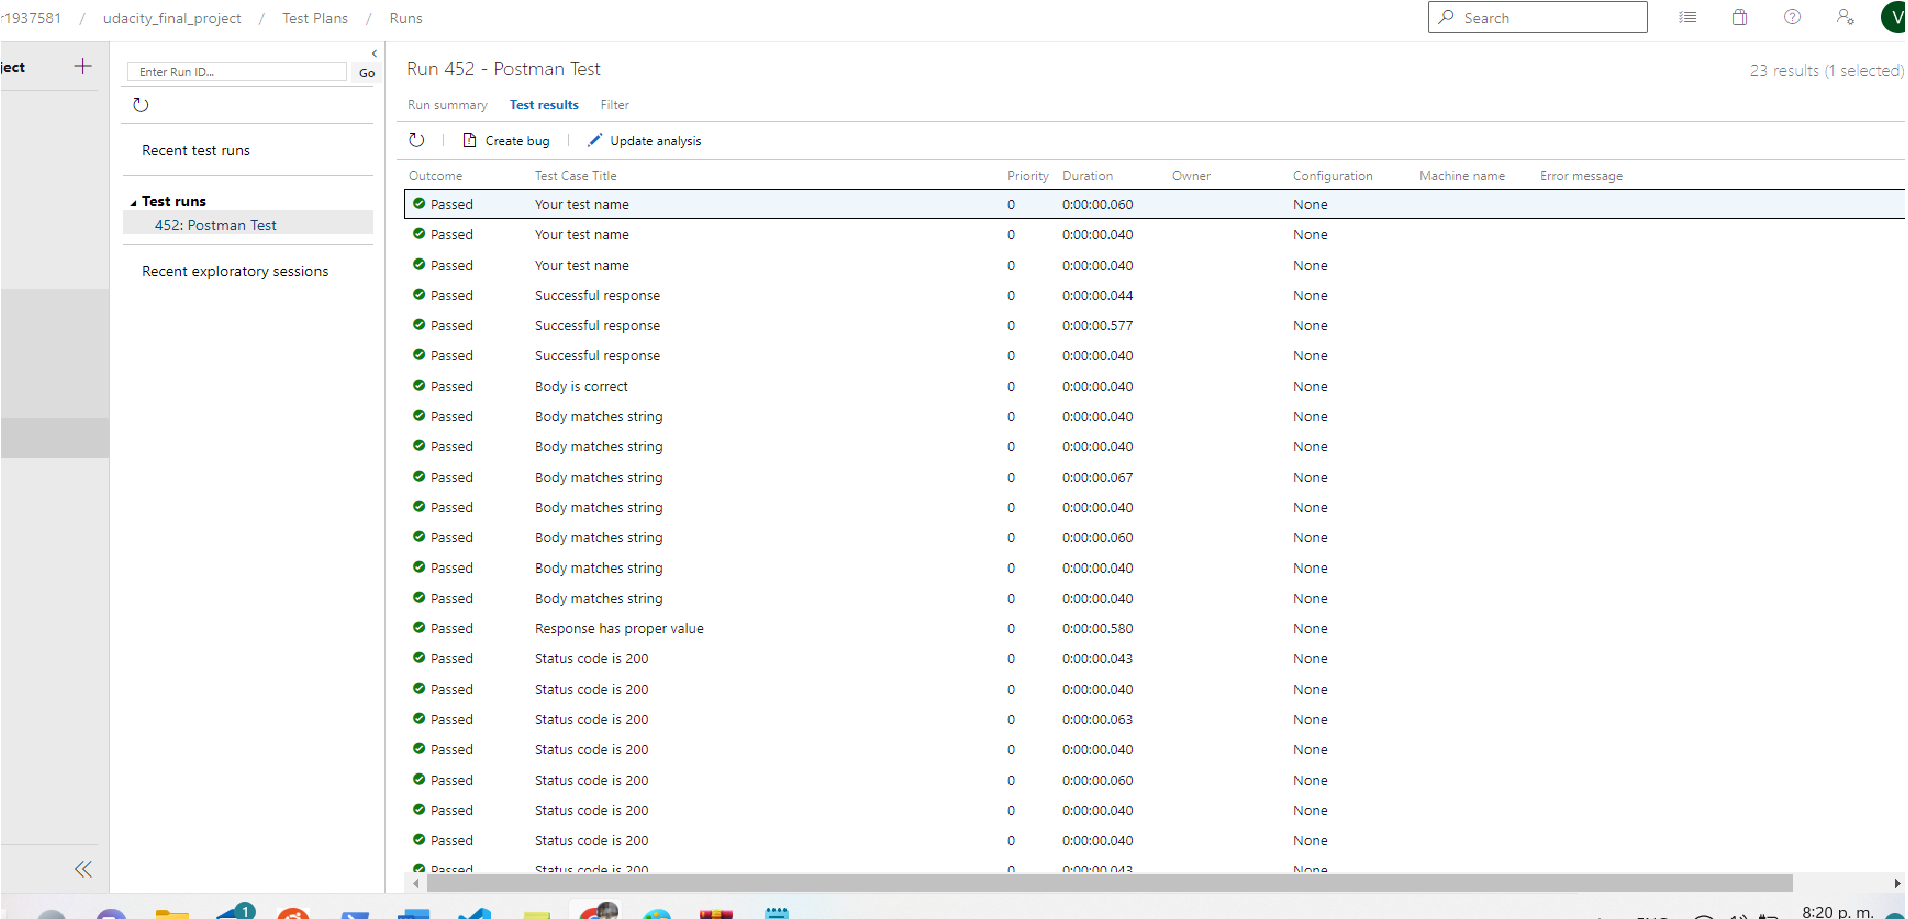 r1937581 / udacity_final_project / Test Plans / Runs
Search
V
ject
Enter Run ID...
Go
Recent test runs
Test runs
452: Postman Test
Recent exploratory sessions
Run 452 - Postman Test
23 results (1 selected)
Run summary Test results Filter
Create bug Update analysis
Outcome Test Case Title Priority Duration Owner Configuration Machine name Error message
Passed Your test name 0 0:00:00.060 None
Passed Your test name 0 0:00:00.040 None
Passed Your test name 0 0:00:00.040 None
Passed Successful response 0 0:00:00.044 None
Passed Successful response 0 0:00:00.577 None
Passed Successful response 0 0:00:00.040 None
Passed Body is correct 0 0:00:00.040 None
Passed Body matches string 0 0:00:00.040 None
Passed Body matches string 0 0:00:00.040 None
Passed Body matches string 0 0:00:00.067 None
Passed Body matches string 0 0:00:00.040 None
Passed Body matches string 0 0:00:00.060 None
Passed Body matches string 0 0:00:00.040 None
Passed Body matches string 0 0:00:00.040 None
Passed Response has proper value 0 0:00:00.580 None
Passed Status code is 200 0 0:00:00.043 None
Passed Status code is 200 0 0:00:00.040 None
Passed Status code is 200 0 0:00:00.063 None
Passed Status code is 200 0 0:00:00.040 None
Passed Status code is 200 0 0:00:00.060 None
Passed Status code is 200 0 0:00:00.040 None
Passed Status code is 200 0 0:00:00.040 None
Passed Status code is 200 0 0:00:00.043 None
1
8:20 p. m.